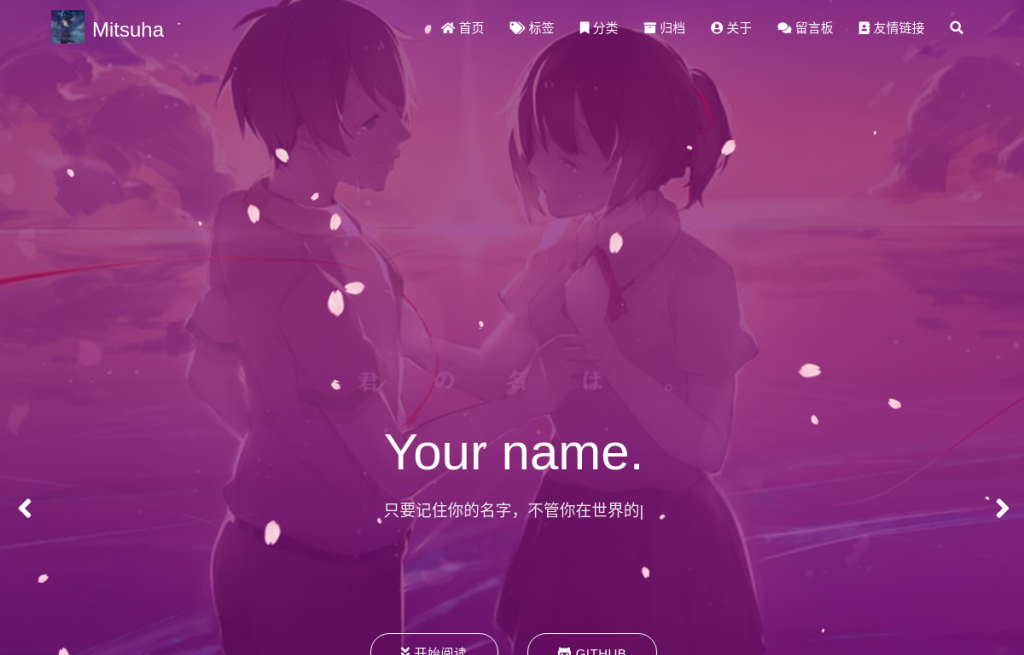 Mitsuha
首页 标签 分类 归档 关于 留言板 友情链接
君の名は。
Your name.
只要记住你的名字，不管你在世界的|
开始阅读 GITHUB